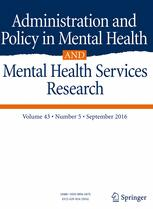 Administration and
Policy in Mental Health
AND
Mental Health Services
Research
Volume 43 • Number 5 • September 2016
Springer